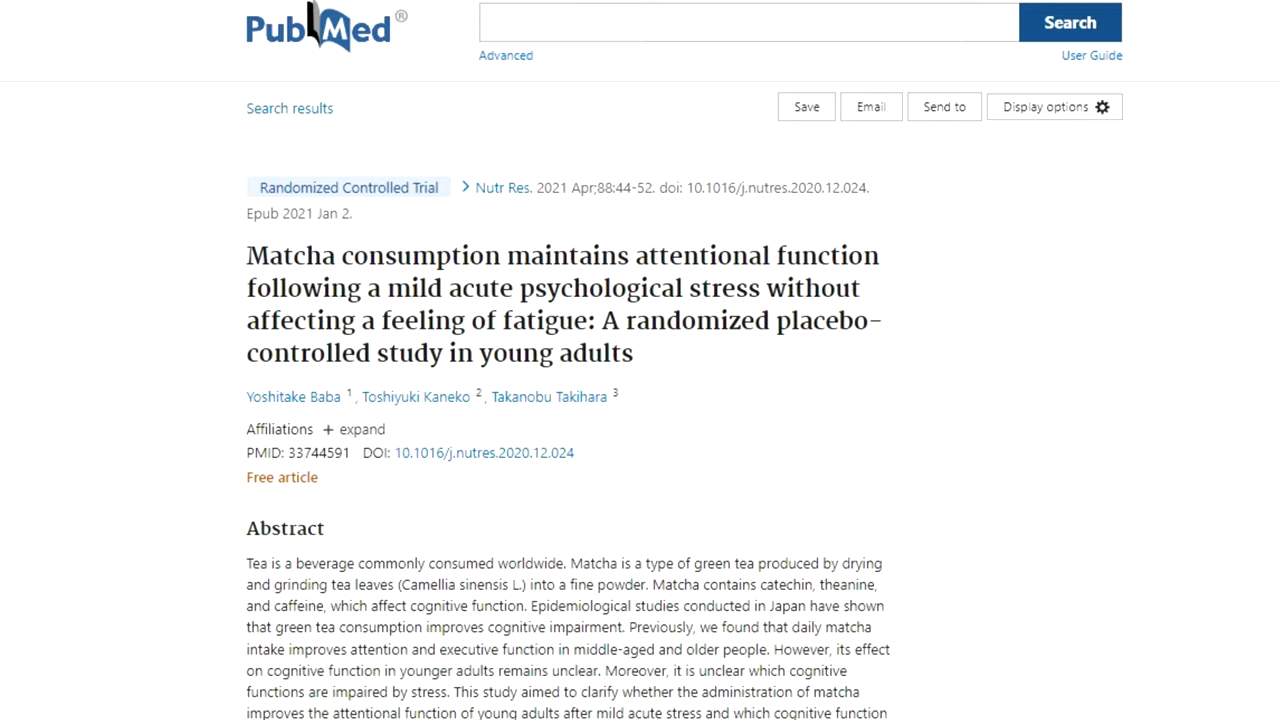 PubMed®
Search
Advanced
User Guide
Search results
Save
Email
Send to
Display options
Randomized Controlled Trial
Nutr Res. 2021 Apr;88:44-52. doi: 10.1016/j.nutres.2020.12.024.
Epub 2021 Jan 2.
Matcha consumption maintains attentional function
following a mild acute psychological stress without
affecting a feeling of fatigue: A randomized placebo-
controlled study in young adults
Yoshitake Baba 1, Toshiyuki Kaneko 2, Takanobu Takihara 3
Affiliations + expand
PMID: 33744591 DOI: 10.1016/j.nutres.2020.12.024
Free article
Abstract
Tea is a beverage commonly consumed worldwide. Matcha is a type of green tea produced by drying
and grinding tea leaves (Camellia sinensis L.) into a fine powder. Matcha contains catechin, theanine,
and caffeine, which affect cognitive function. Epidemiological studies conducted in Japan have shown
that green tea consumption improves cognitive impairment. Previously, we found that daily matcha
intake improves attention and executive function in middle-aged and older people. However, its effect
on cognitive function in younger adults remains unclear. Moreover, it is unclear which cognitive
functions are impaired by stress. This study aimed to clarify whether the administration of matcha
improves the attentional function of young adults after mild acute stress and which cognitive function